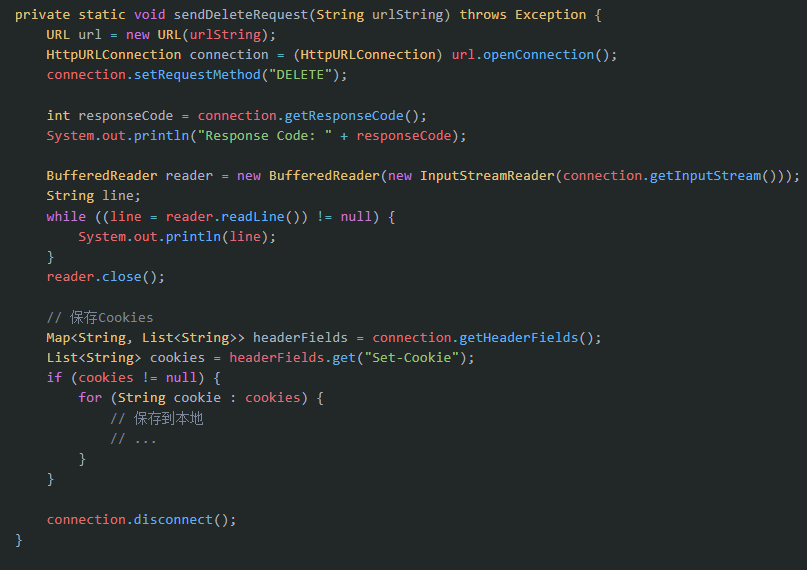 private static void sendDeleteRequest(String urlString) throws Exception {
    URL url = new URL(urlString);
    HttpURLConnection connection = (HttpURLConnection) url.openConnection();
    connection.setRequestMethod("DELETE");

    int responseCode = connection.getResponseCode();
    System.out.println("Response Code: " + responseCode);

    BufferedReader reader = new BufferedReader(new InputStreamReader(connection.getInputStream()));
    String line;
    while ((line = reader.readLine()) != null) {
        System.out.println(line);
    }
    reader.close();

    // 保存Cookies
    Map<String, List<String>> headerFields = connection.getHeaderFields();
    List<String> cookies = headerFields.get("Set-Cookie");
    if (cookies != null) {
        for (String cookie : cookies) {
            // 保存到本地
            // ...
        }
    }

    connection.disconnect();
}